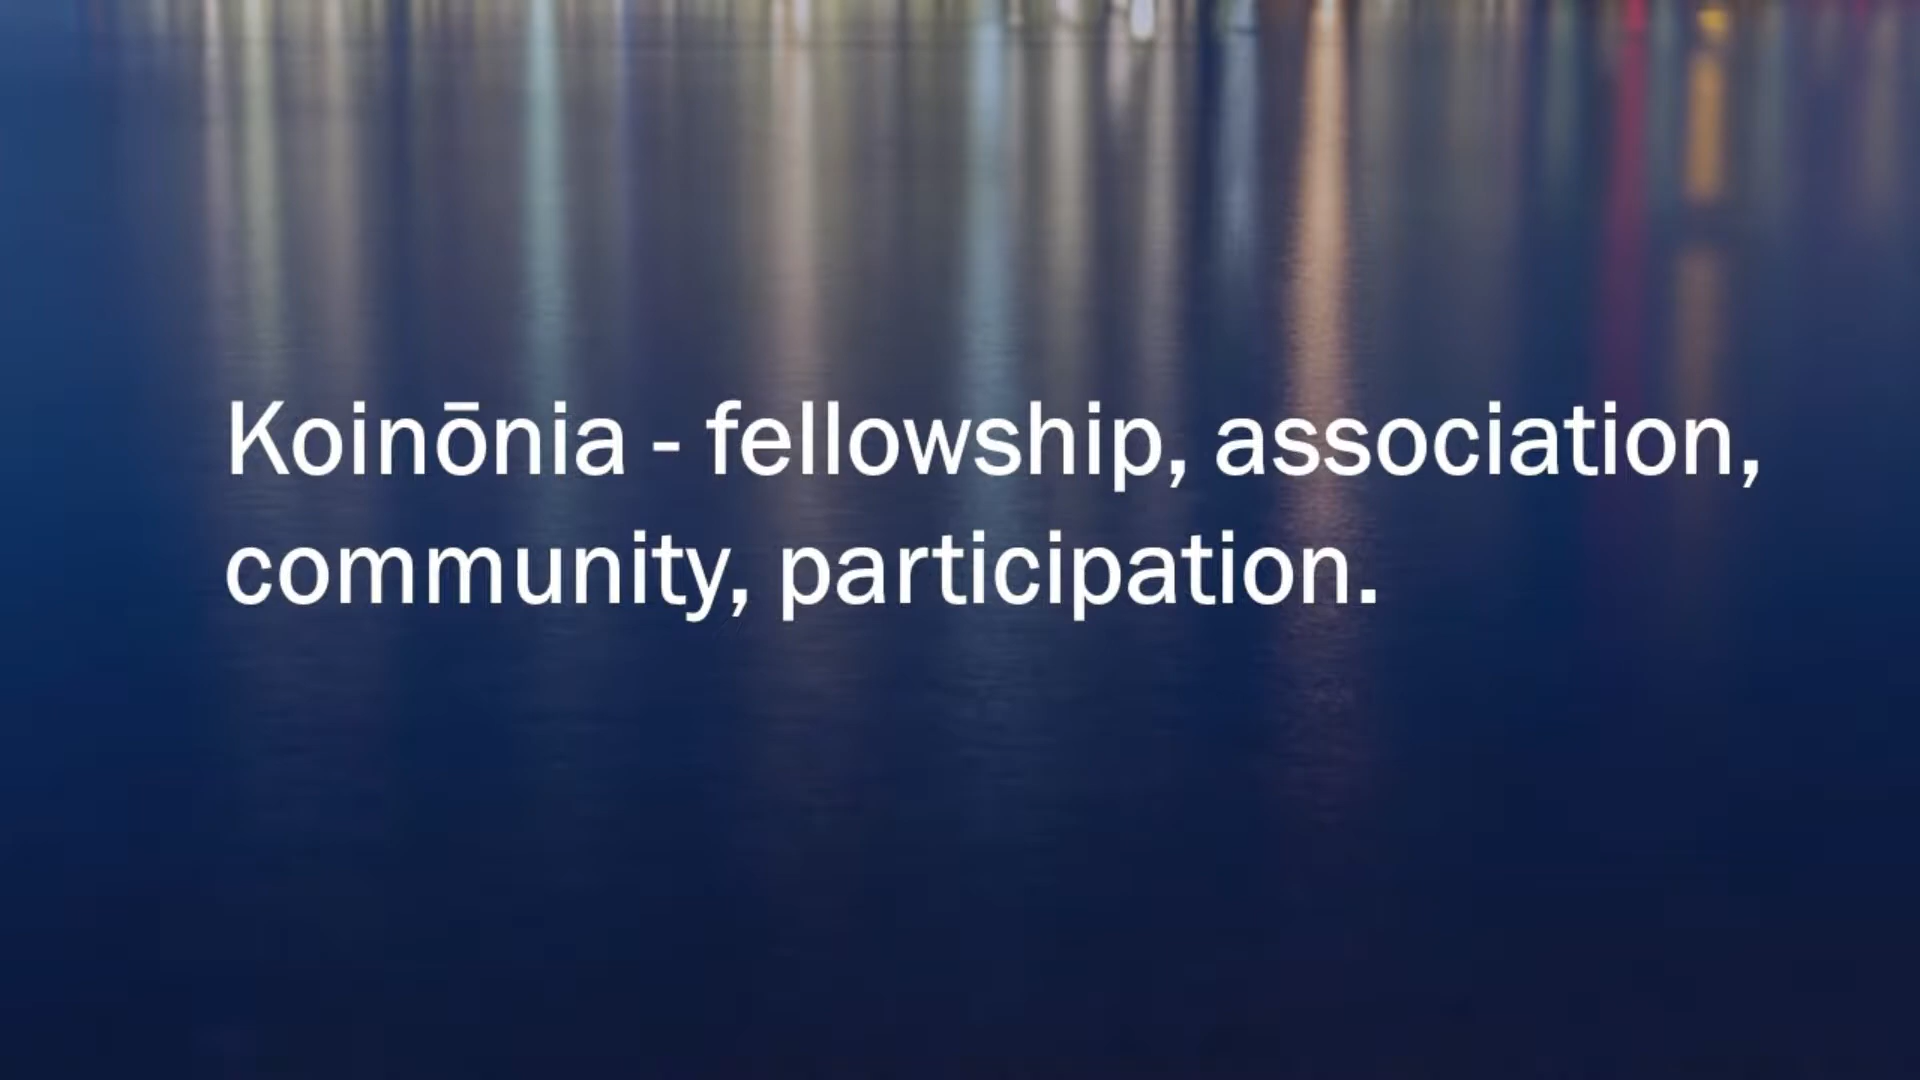 Koinōnia - fellowship, association,
community, participation.